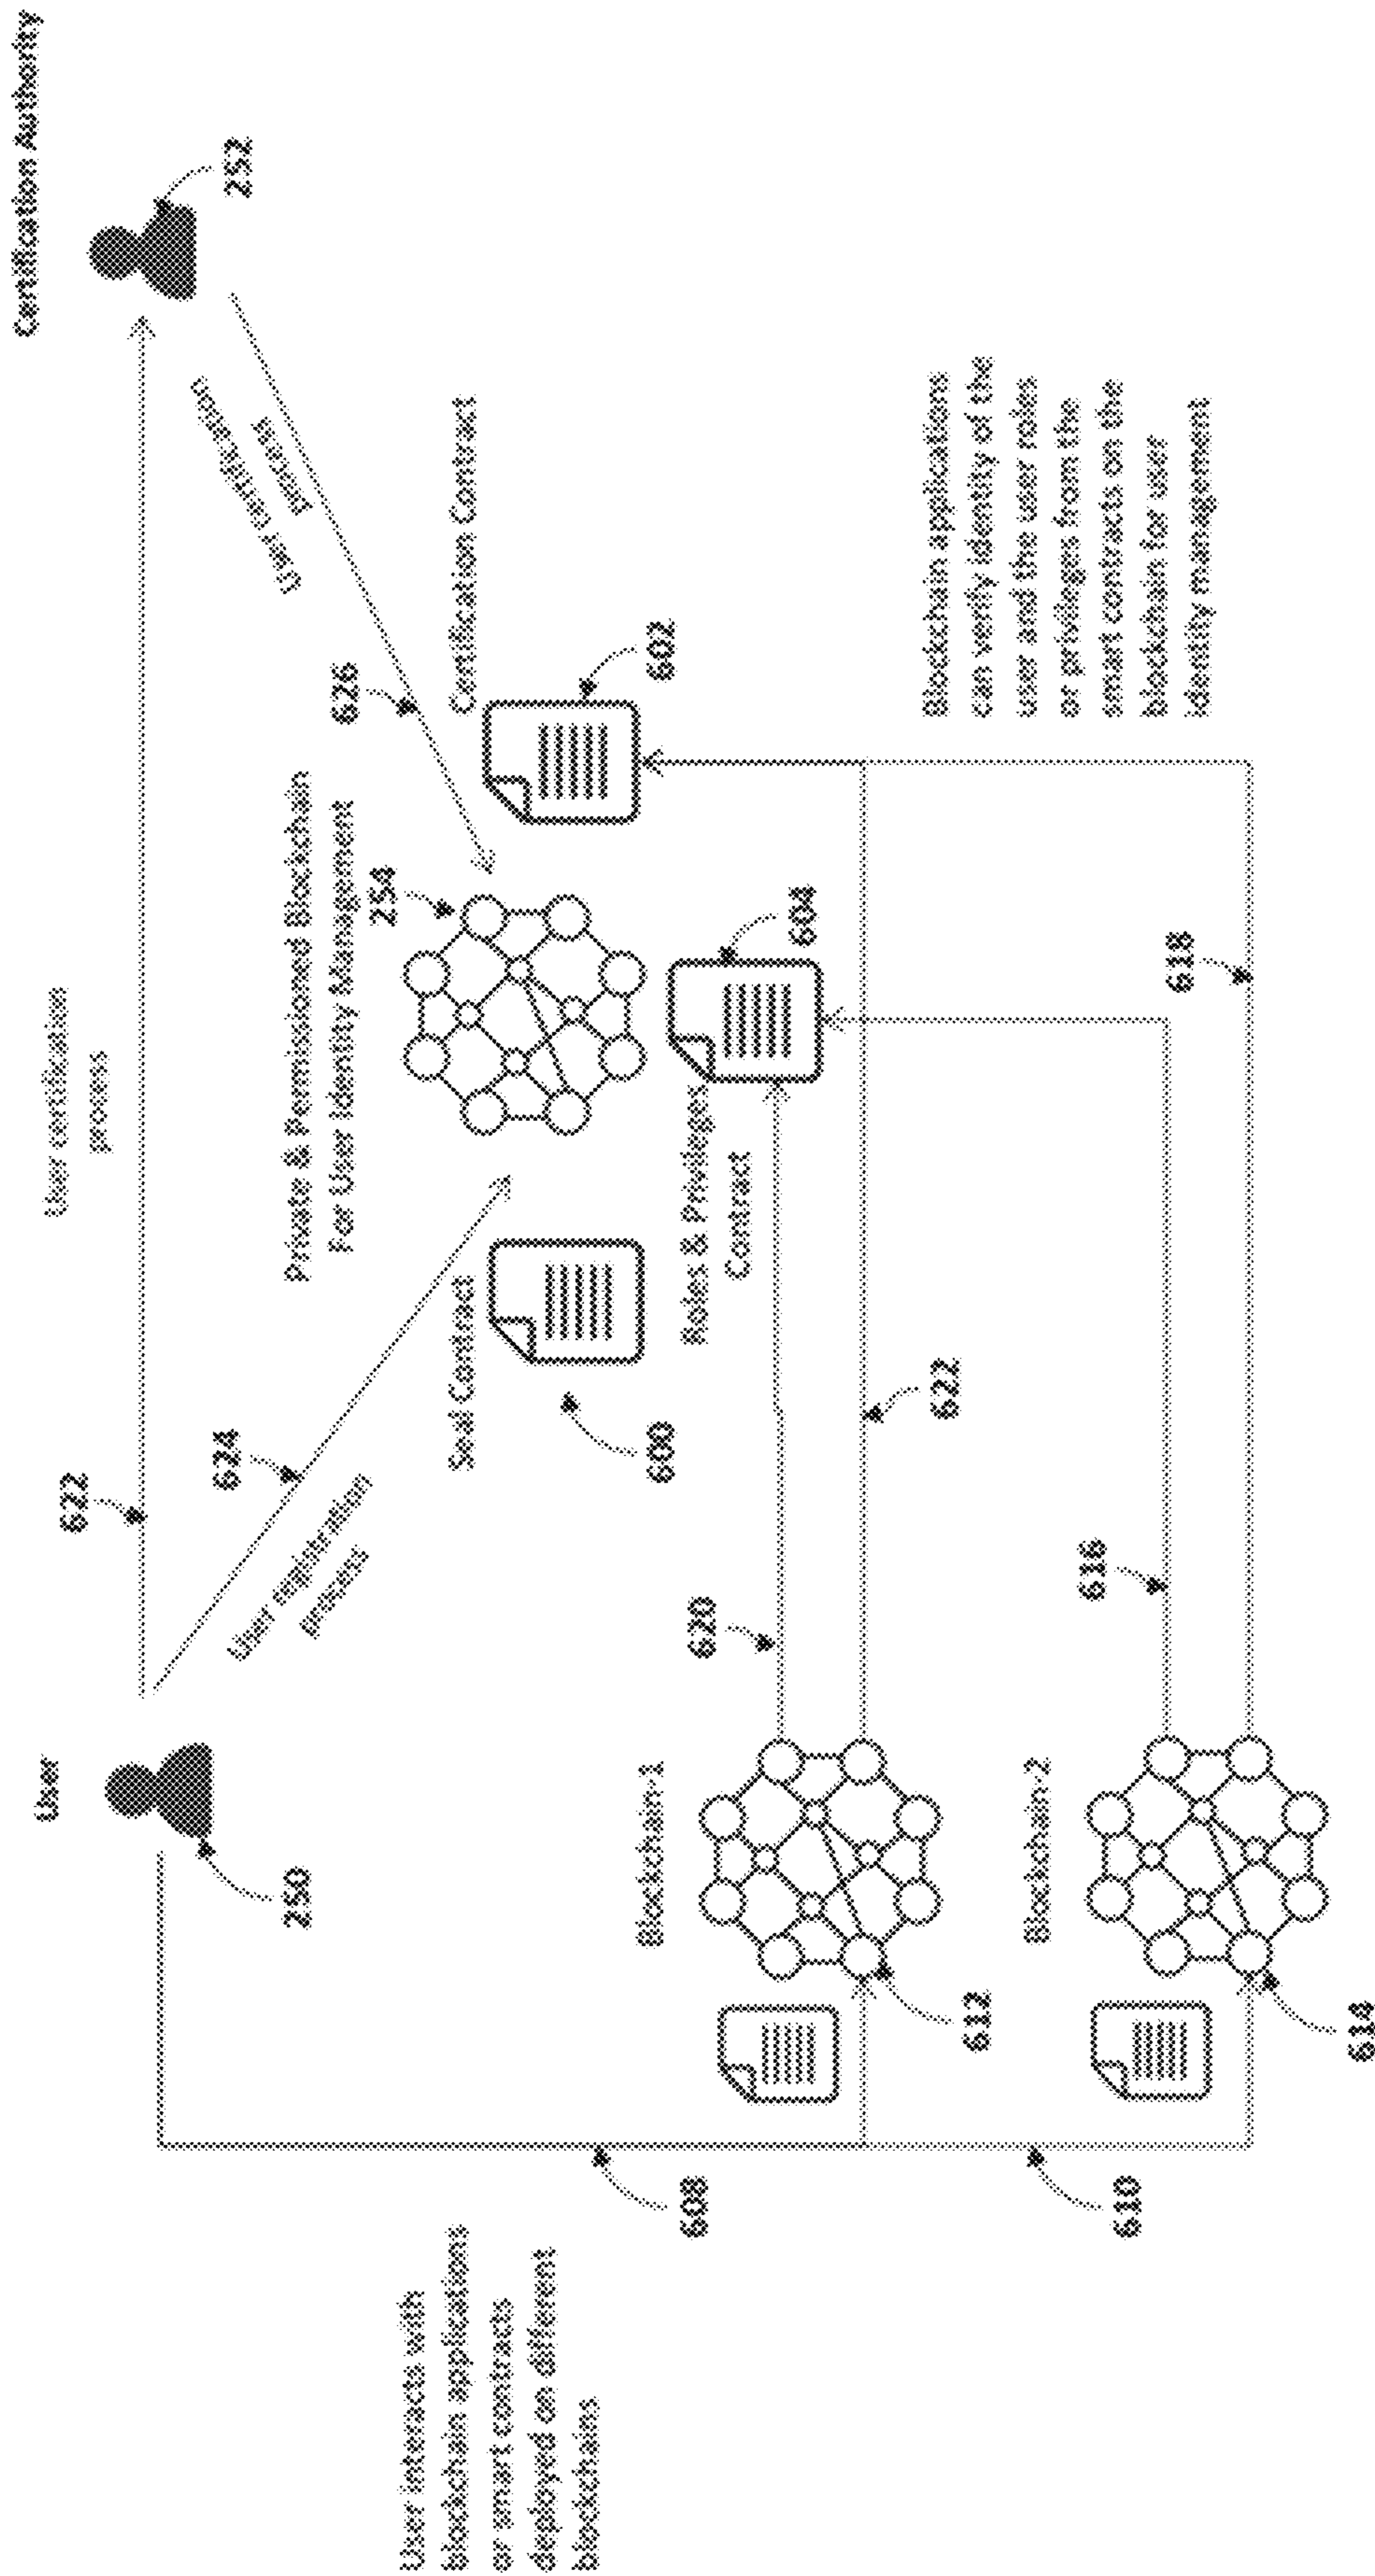 User
250
622
User certification
process
Certification Authority
252
624
User registration
process
User certification
process
626
Private & Permissioned Blockchain
For User Identity Management
254
Seal Contract
600
Certification Contract
602
Roles & Privileges
Contract
604
User interacts with
blockchain applications
or smart contracts
deployed on different
blockchains
608
610
Blockchain-1
612
620
622
Blockchain-2
614
616
618
Blockchain applications
can verify identity of the
user and the user roles
or privileges from the
smart contracts on the
blockchain for user
identity management